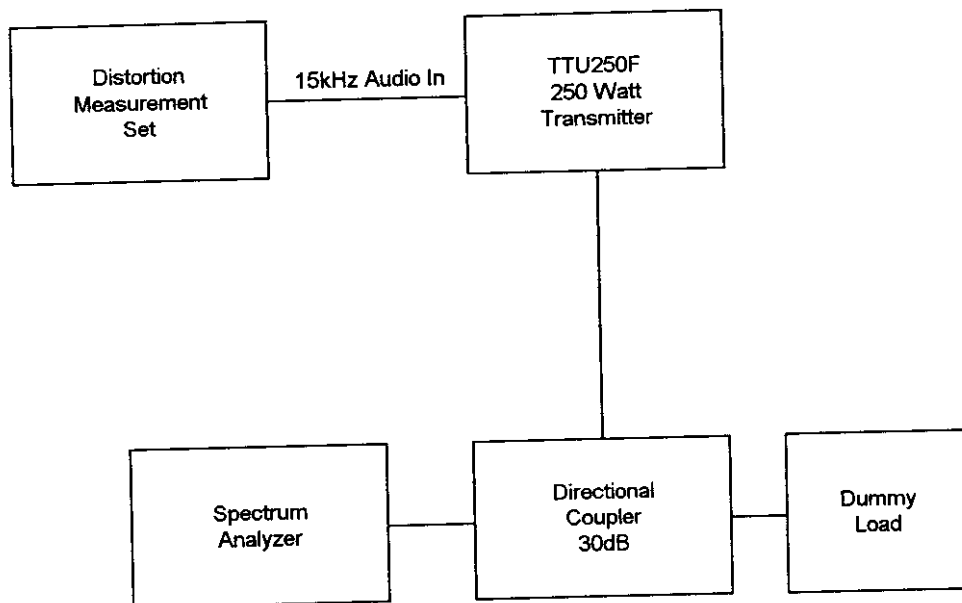 Distortion
Measurement
Set
15kHz Audio In
TTU250F
250 Watt
Transmitter
Spectrum
Analyzer
Directional
Coupler
30dB
Dummy
Load